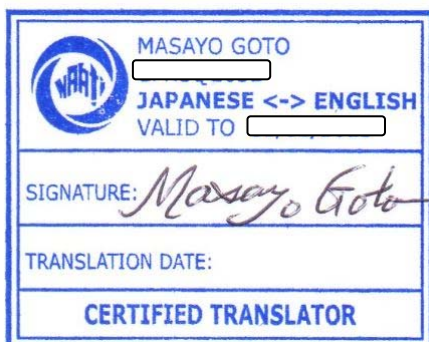 NAATI
MASAYO GOTO
JAPANESE <-> ENGLISH
VALID TO
SIGNATURE: Masayo Goto
TRANSLATION DATE:
CERTIFIED TRANSLATOR